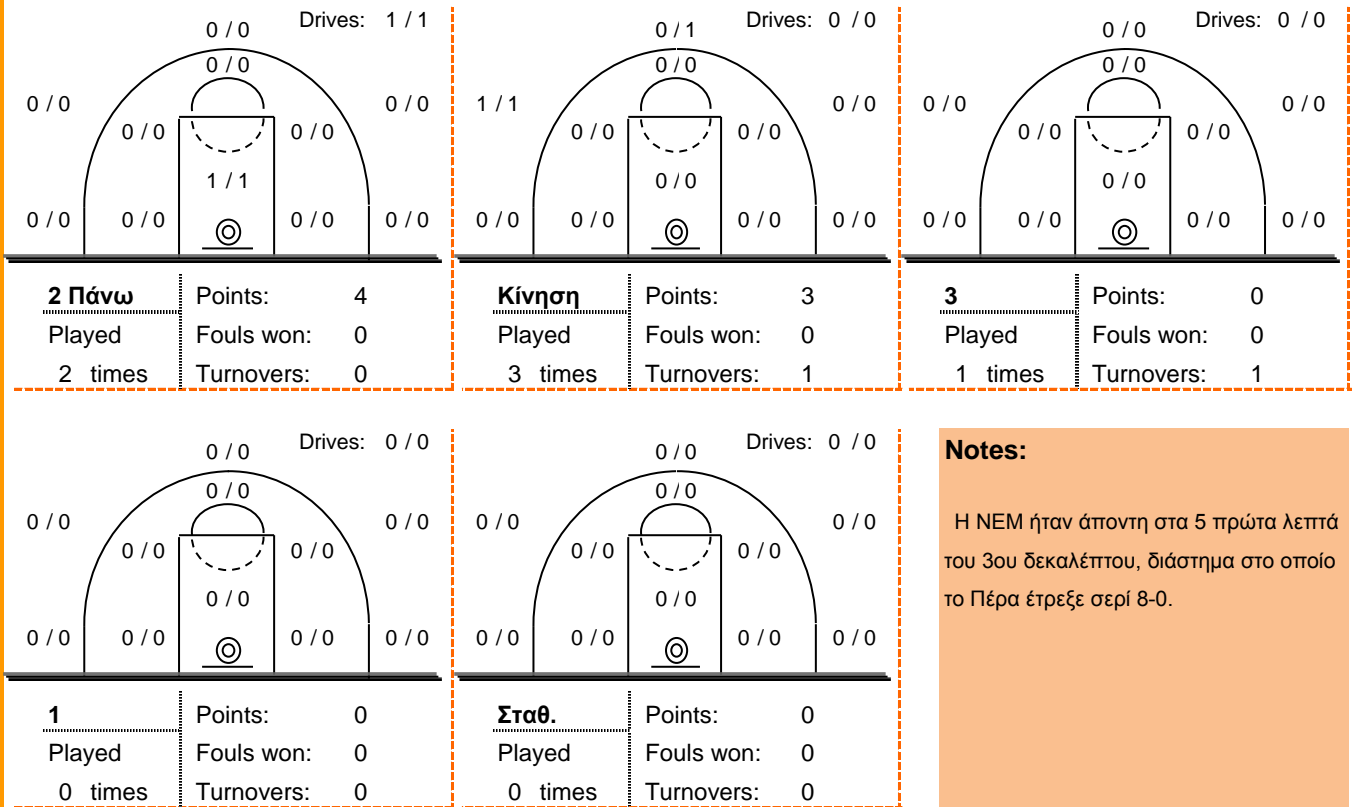 Drives: 1 / 1
0 / 0
0 / 0
0 / 0 0 / 0
0 / 0 0 / 0
1 / 1
0 / 0 0 / 0 0 / 0 0 / 0
2 Πάνω Points: 4
Played Fouls won: 0
2 times Turnovers: 0
Drives: 0 / 0
0 / 1
0 / 0
1 / 1 0 / 0
0 / 0 0 / 0
0 / 0
0 / 0 0 / 0 0 / 0 0 / 0
Κίνηση Points: 3
Played Fouls won: 0
3 times Turnovers: 1
Drives: 0 / 0
0 / 0
0 / 0
0 / 0 0 / 0
0 / 0 0 / 0
0 / 0
0 / 0 0 / 0 0 / 0 0 / 0
3 Points: 0
Played Fouls won: 0
1 times Turnovers: 1
Drives: 0 / 0
0 / 0
0 / 0
0 / 0 0 / 0
0 / 0 0 / 0
0 / 0
0 / 0 0 / 0 0 / 0 0 / 0
1 Points: 0
Played Fouls won: 0
0 times Turnovers: 0
Drives: 0 / 0
0 / 0
0 / 0
0 / 0 0 / 0
0 / 0 0 / 0
0 / 0
0 / 0 0 / 0 0 / 0 0 / 0
Σταθ. Points: 0
Played Fouls won: 0
0 times Turnovers: 0
Notes:
Η ΝΕΜ ήταν άποντη στα 5 πρώτα λεπτά
του 3ου δεκαλέπτου, διάστημα στο οποίο
το Πέρα έτρεξε σερί 8-0.